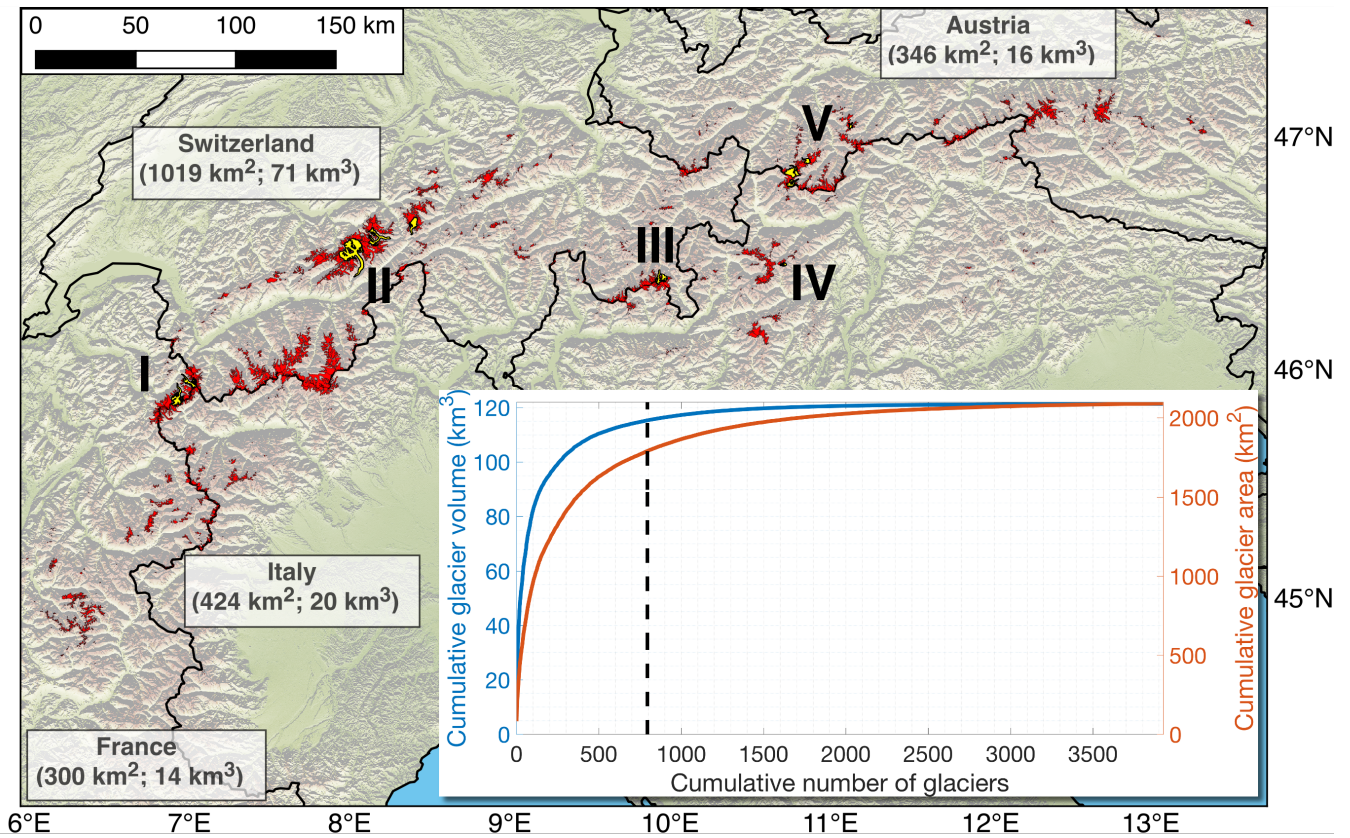 0 50 100 150 km
Austria
(346 km²; 16 km³)
V
47°N
Switzerland
(1019 km²; 71 km³)
III
II
IV
I
46°N
Italy
(424 km²; 20 km³)
45°N
France
(300 km²; 14 km³)
Cumulative glacier volume (km³)
120
100
80
60
40
20
0
Cumulative glacier area (km²)
2000
1500
1000
500
0
0 500 1000 1500 2000 2500 3000 3500
Cumulative number of glaciers
6°E 7°E 8°E 9°E 10°E 11°E 12°E 13°E